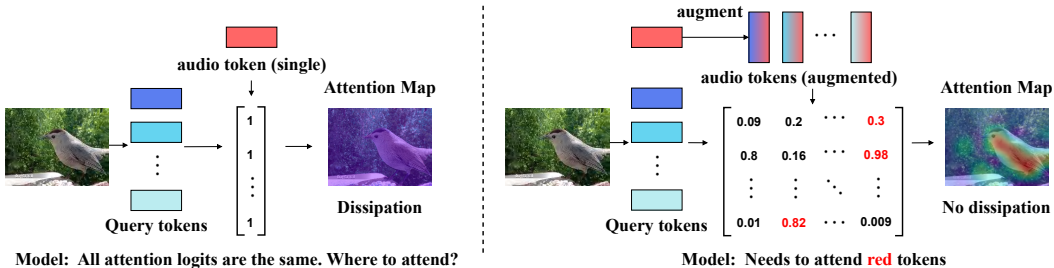 audio token (single)
Attention Map
1
1
1
Query tokens
Dissipation
Model: All attention logits are the same. Where to attend?
augment
audio tokens (augmented)
Attention Map
0.09 0.2 ··· 0.3
0.8 0.16 ··· 0.98
0.01 0.82 ··· 0.009
Query tokens
No dissipation
Model: Needs to attend red tokens